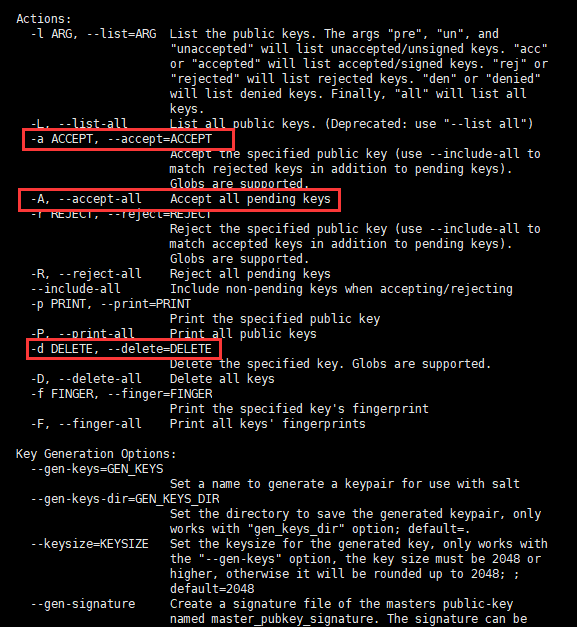 Actions:
-l ARG, --list=ARG  List the public keys. The args "pre", "un", and
"unaccepted" will list unaccepted/unsigned keys. "acc"
or "accepted" will list accepted/signed keys. "rej" or
"rejected" will list rejected keys. "den" or "denied"
will list denied keys. Finally, "all" will list all
keys.
-L, --list-all      List all public keys. (Deprecated: use "--list all")
-a ACCEPT, --accept=ACCEPT
Accept the specified public key (use --include-all to
match rejected keys in addition to pending keys).
Globs are supported.
-A, --accept-all    Accept all pending keys
-r REJECT, --reject=REJECT
Reject the specified public key (use --include-all to
match accepted keys in addition to pending keys).
Globs are supported.
-R, --reject-all    Reject all pending keys
--include-all       Include non-pending keys when accepting/rejecting
-p PRINT, --print=PRINT
Print the specified public key
-P, --print-all     Print all public keys
-d DELETE, --delete=DELETE
Delete the specified key. Globs are supported.
-D, --delete-all    Delete all keys
-f FINGER, --finger=FINGER
Print the specified key's fingerprint
-F, --finger-all    Print all keys' fingerprints
Key Generation Options:
--gen-keys=GEN_KEYS
Set a name to generate a keypair for use with salt
--gen-keys-dir=GEN_KEYS_DIR
Set the directory to save the generated keypair, only
works with "gen_keys_dir" option; default=.
--keysize=KEYSIZE   Set the keysize for the generated key, only works with
the "--gen-keys" option, the key size must be 2048 or
higher, otherwise it will be rounded up to 2048; ;
default=2048
--gen-signature     Create a signature file of the masters public-key
named master_pubkey_signature. The signature can be